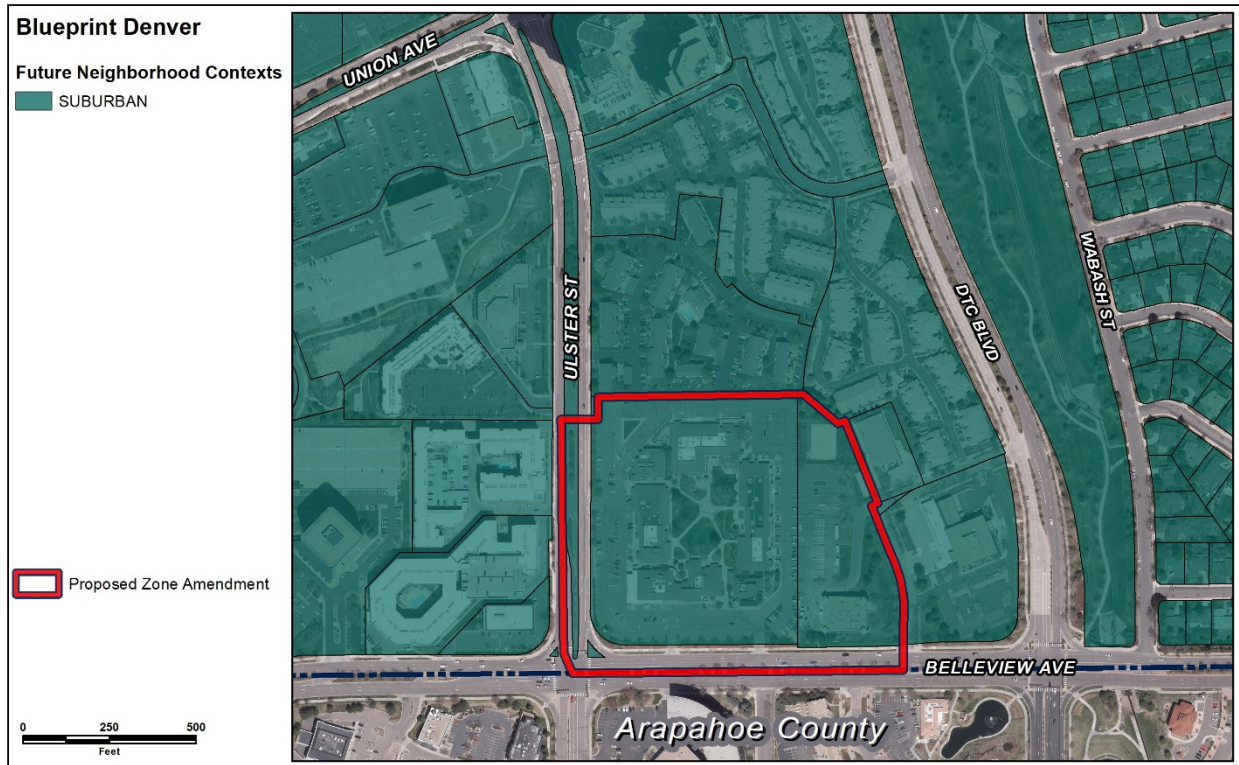 Blueprint Denver
Future Neighborhood Contexts
SUBURBAN
UNION AVE
ULSTER ST
DTC BLVD
WABASH ST
Proposed Zone Amendment
BELLEVIEW AVE
0 250 500
Feet
Arapahoe County